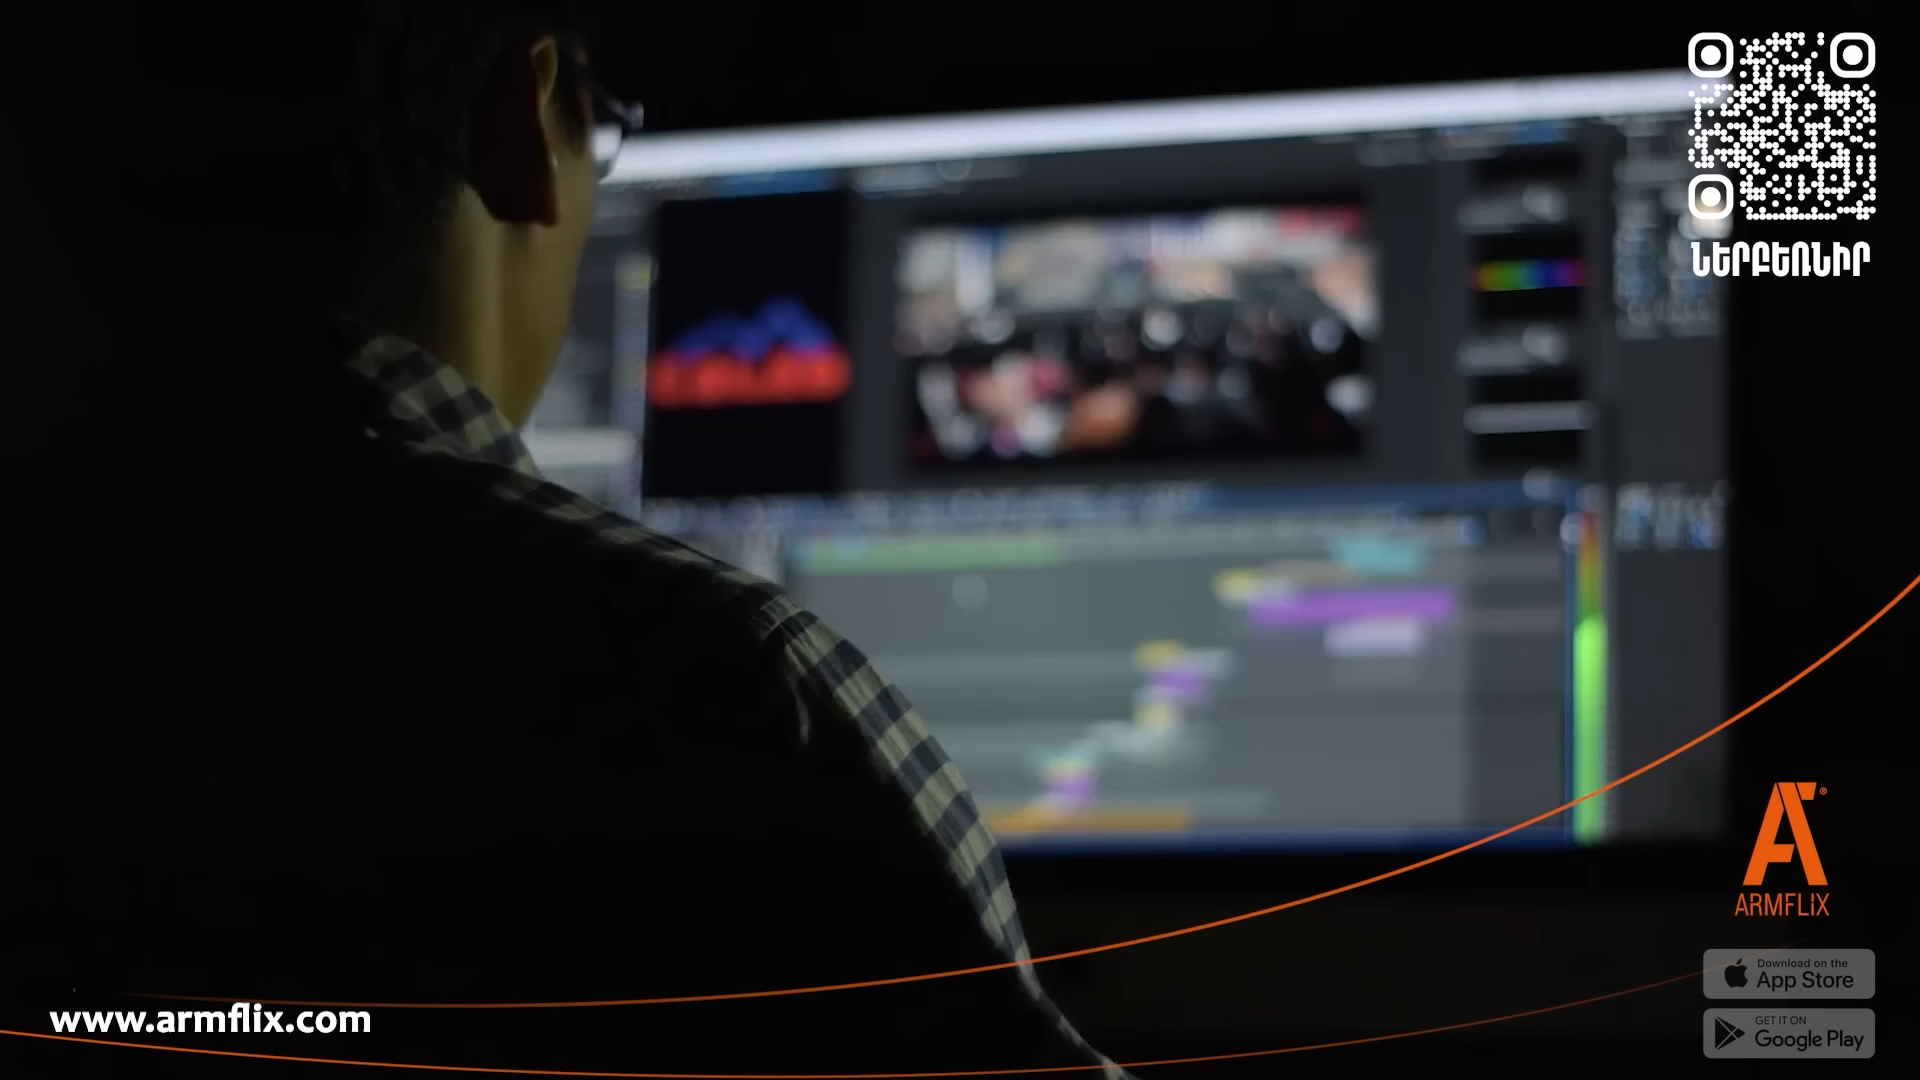 ՆԵՐԲԵՌՆԻՐ
ARMFLIX
Download on the
App Store
GET IT ON
Google Play
www.armflix.com